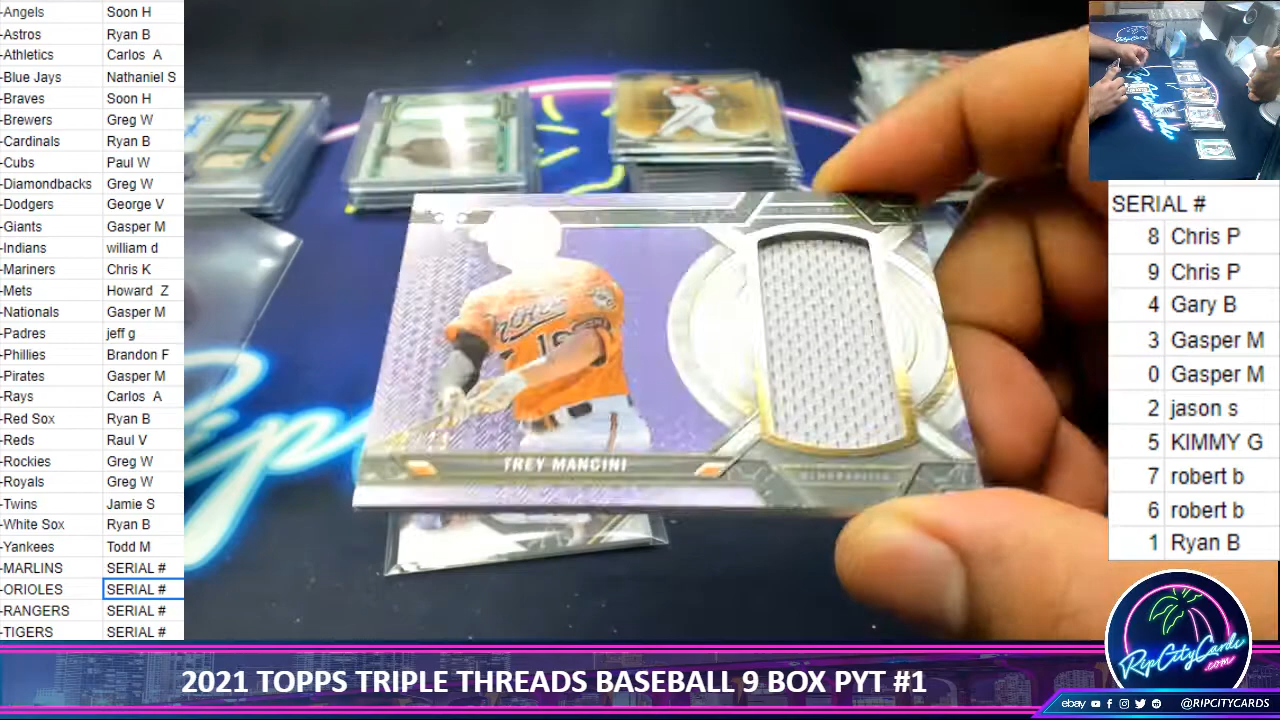 -Angels Soon H
-Astros Ryan B
-Athletics Carlos A
-Blue Jays Nathaniel S
-Braves Soon H
-Brewers Greg W
-Cardinals Ryan B
-Cubs Paul W
-Diamondbacks Greg W
-Dodgers George V
-Giants Gasper M
-Indians william d
-Mariners Chris K
-Mets Howard Z
-Nationals Gasper M
-Padres jeff g
-Phillies Brandon F
-Pirates Gasper M
-Rays Carlos A
-Red Sox Ryan B
-Reds Raul V
-Rockies Greg W
-Royals Greg W
-Twins Jamie S
-White Sox Ryan B
-Yankees Todd M
-MARLINS SERIAL #
-ORIOLES SERIAL #
-RANGERS SERIAL #
-TIGERS SERIAL #
TREY MANCINI
SERIAL #
8 Chris P
9 Chris P
4 Gary B
3 Gasper M
0 Gasper M
2 jason s
5 KIMMY G
7 robert b
6 robert b
1 Ryan B
RipCityCards
.com
2021 TOPPS TRIPLE THREADS BASEBALL 9 BOX PYT #1
ebay @RIPCITYCARDS